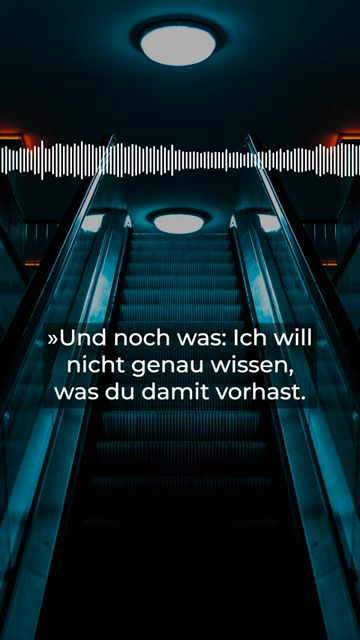 »Und noch was: Ich will
nicht genau wissen,
was du damit vorhast.